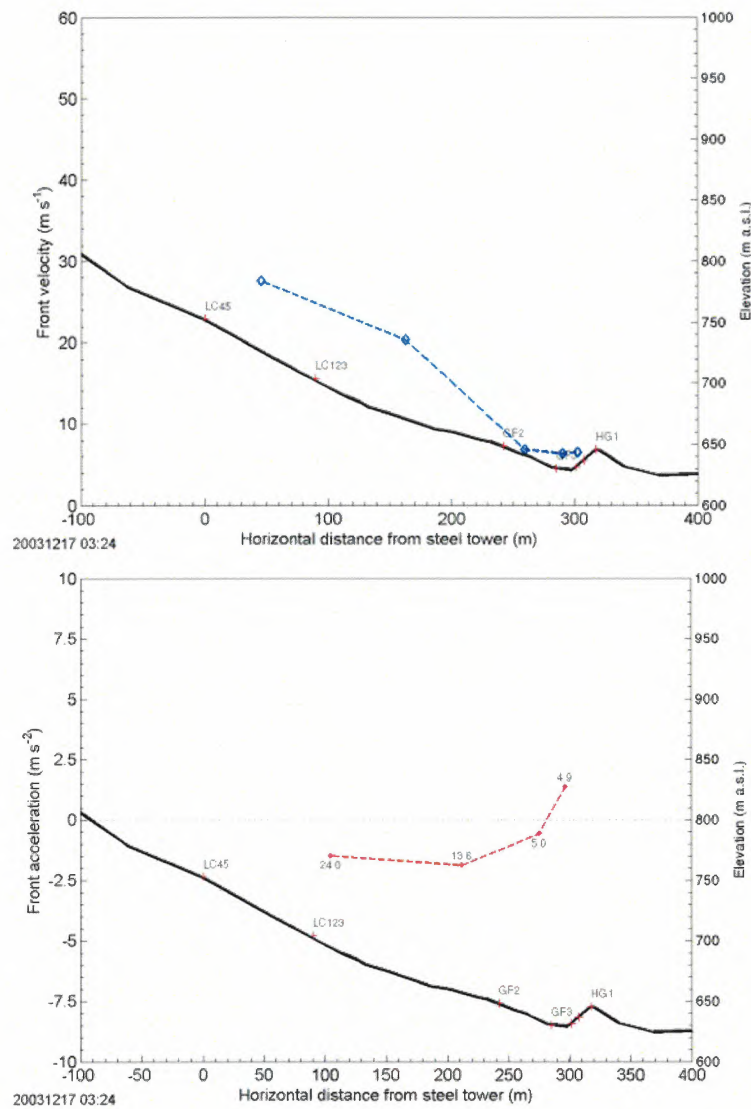 60
50
40
30
20
10
0
Front velocity (m s⁻¹)
1000
950
900
850
800
750
700
650
600
Elevation (m a.s.l.)
LC45
LC123
GF2
HG1
-100 0 100 200 300 400
Horizontal distance from steel tower (m)
20031217 03:24
10
7.5
5
2.5
0
-2.5
-5
-7.5
-10
Front acceleration (m s⁻²)
1000
950
900
850
800
750
700
650
600
Elevation (m a.s.l.)
4.9
24.0
13.6
5.0
LC45
LC123
GF2
GF3
HG1
-100 -50 0 50 100 150 200 250 300 350 400
Horizontal distance from steel tower (m)
20031217 03:24